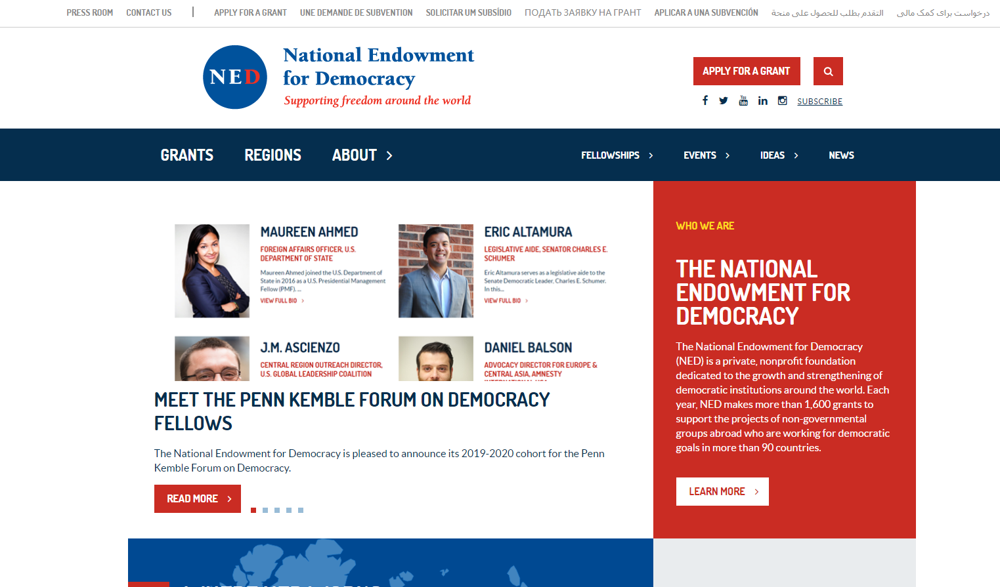 PRESS ROOM CONTACT US | APPLY FOR A GRANT UNE DEMANDE DE SUBVENTION SOLICITAR UM SUBSÍDIO ПОДАТЬ ЗАЯВКУ НА ГРАНТ APLICAR A UNA SUBVENCIÓN التقدم بطلب للحصول على منحة درخواست برای کمک مالی
NED
National Endowment
for Democracy
Supporting freedom around the world
APPLY FOR A GRANT
SUBSCRIBE
GRANTS REGIONS ABOUT FELLOWSHIPS EVENTS IDEAS NEWS
MAUREEN AHMED
FOREIGN AFFAIRS OFFICER, U.S.
DEPARTMENT OF STATE
Maureen Ahmed joined the U.S. Department of
State in 2016 as a U.S. Presidential Management
Fellow (PMF). ...
VIEW FULL BIO
ERIC ALTAMURA
LEGISLATIVE AIDE, SENATOR CHARLES E.
SCHUMER
Eric Altamura serves as a legislative aide to the
Senate Democratic Leader, Charles E. Schumer.
In this...
VIEW FULL BIO
J.M. ASCIENZO
CENTRAL REGION OUTREACH DIRECTOR,
U.S. GLOBAL LEADERSHIP COALITION
DANIEL BALSON
ADVOCACY DIRECTOR FOR EUROPE &
CENTRAL ASIA, AMNESTY
INTERNATIONAL USA
MEET THE PENN KEMBLE FORUM ON DEMOCRACY
FELLOWS
The National Endowment for Democracy is pleased to announce its 2019-2020 cohort for the Penn
Kemble Forum on Democracy.
READ MORE
WHO WE ARE
THE NATIONAL
ENDOWMENT FOR
DEMOCRACY
The National Endowment for Democracy
(NED) is a private, nonprofit foundation
dedicated to the growth and strengthening of
democratic institutions around the world. Each
year, NED makes more than 1,600 grants to
support the projects of non-governmental
groups abroad who are working for democratic
goals in more than 90 countries.
LEARN MORE